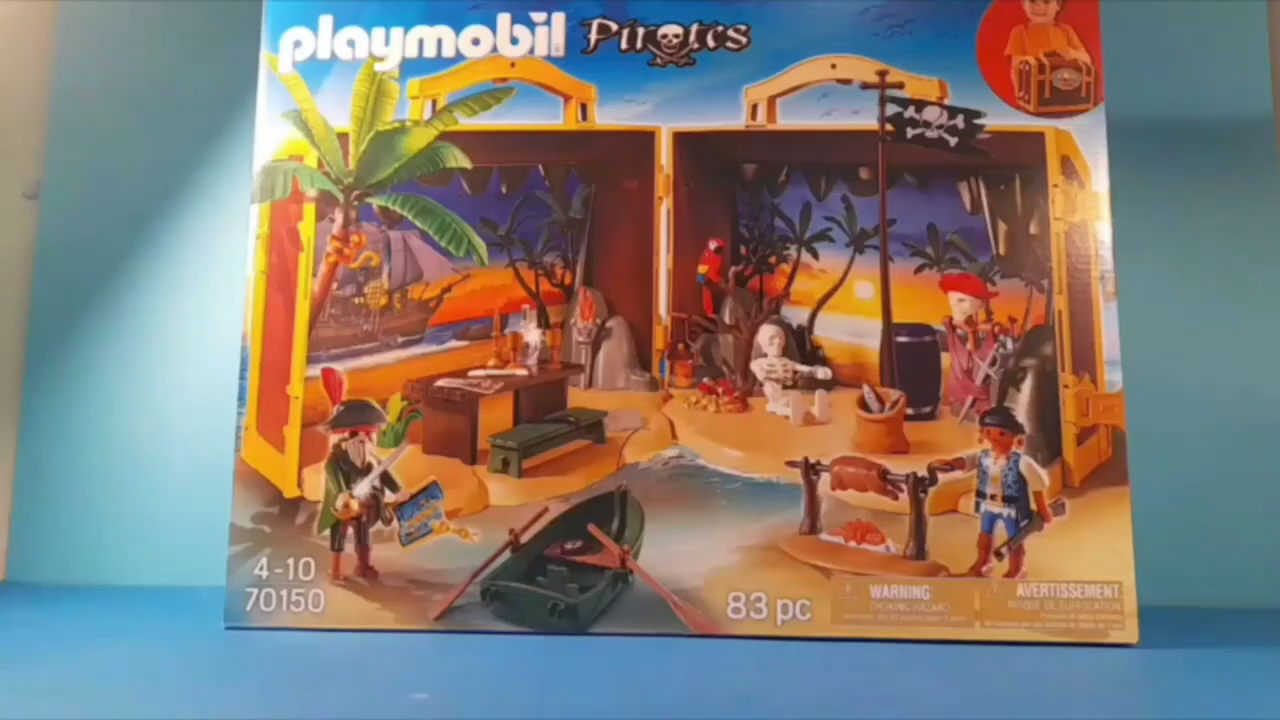 playmobil Pirates
4-10
70150
83 pc
WARNING:
CHOKING HAZARD
AVERTISSEMENT
RISQUE DE SUFFOCATION